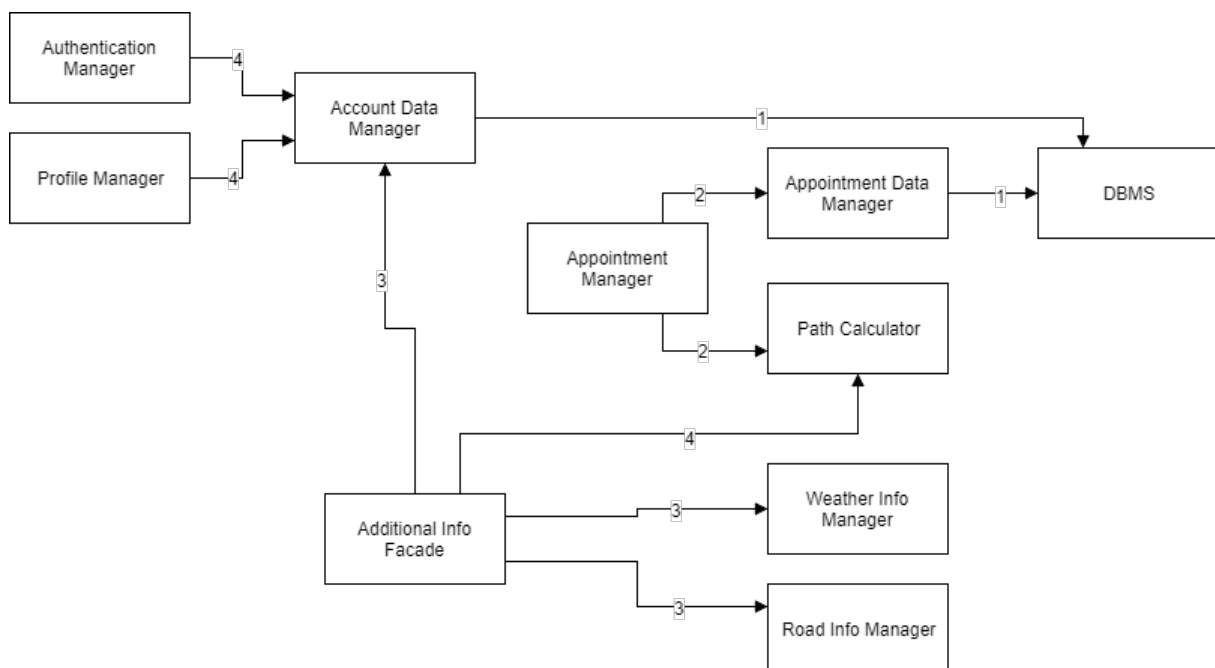 Authentication
Manager
4
Account Data
Manager
1
Profile Manager
4
Appointment Data
Manager
1
DBMS
2
Appointment
Manager
3
Path Calculator
2
4
Additional Info
Facade
3
Weather Info
Manager
3
Road Info Manager